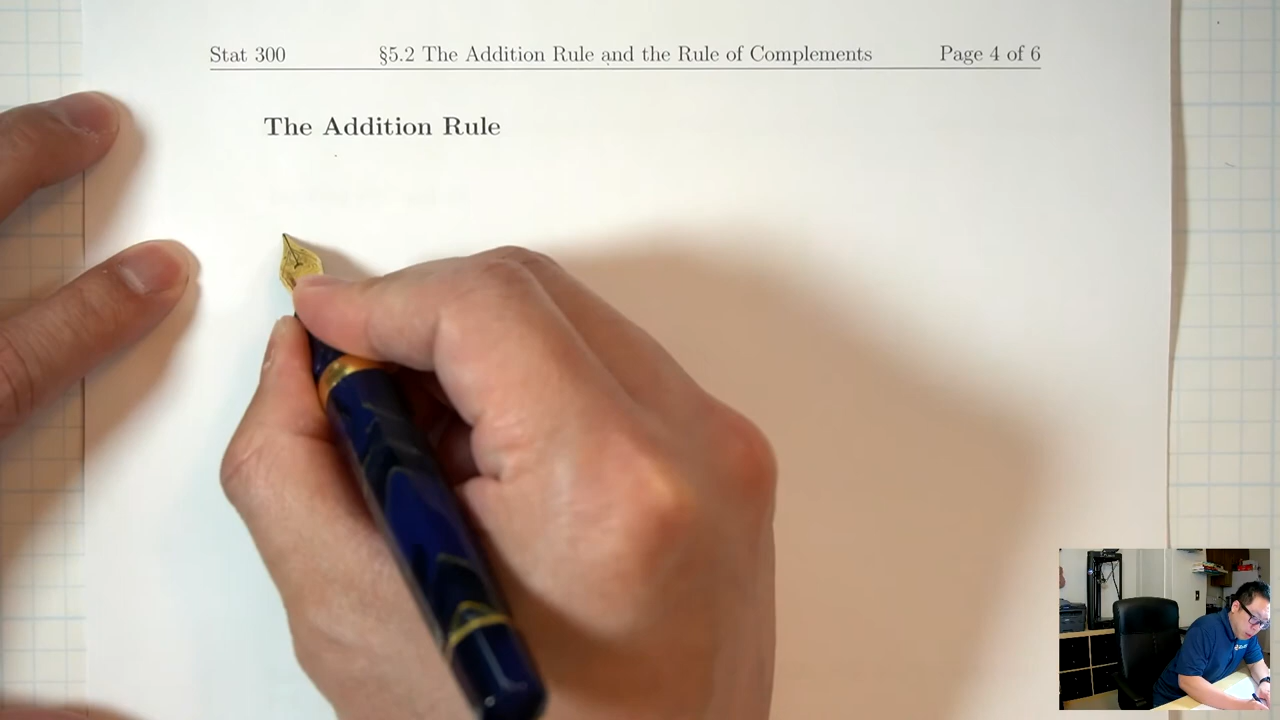 Stat 300 §5.2 The Addition Rule and the Rule of Complements Page 4 of 6
The Addition Rule